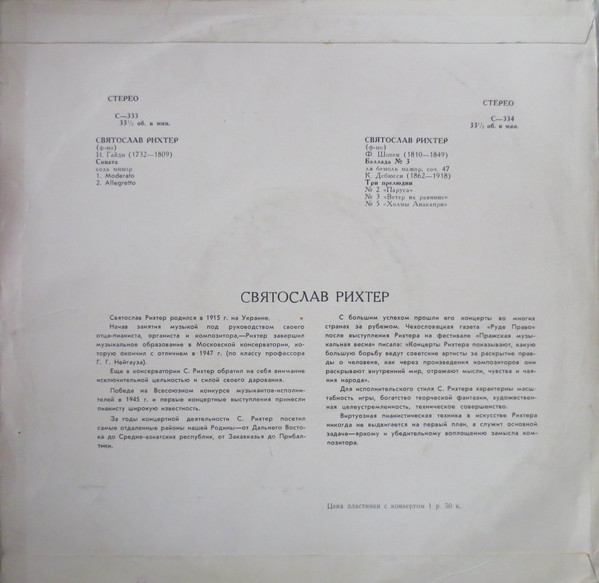 СТЕРЕО
С—333
33⅓ об. в мин.
СВЯТОСЛАВ РИХТЕР
(ф-но)
И. Гайдн (1732—1809)
Соната
соль минор
1. Moderato
2. Allegretto
СТЕРЕО
С—334
33⅓ об. в мин.
СВЯТОСЛАВ РИХТЕР
(ф-но)
Ф. Шопен (1810—1849)
Баллада № 3
ля бемоль мажор, соч. 47
К. Дебюсси (1862—1918)
Три прелюдии
№ 2 «Паруса»
№ 3 «Ветер на равнине»
№ 5 «Холмы Анакапри»
СВЯТОСЛАВ РИХТЕР
Святослав Рихтер родился в 1915 г. на Украине.
Начав занятия музыкой под руководством своего
отца-пианиста, органиста и композитора,—Рихтер завершил
музыкальное образование в Московской консерватории, ко-
торую окончил с отличием в 1947 г. (по классу профессора
Г. Г. Нейгауза).
Еще в консерватории С. Рихтер обратил на себя внимание
исключительной цельностью и силой своего дарования.
Победа на Всесоюзном конкурсе музыкантов-исполни-
телей в 1945 г. и первые концертные выступления принесли
пианисту широкую известность.
За годы концертной деятельности С. Рихтер посетил
самые отдаленные районы нашей Родины—от Дальнего Восто-
ка до Средне-азиатских республик, от Закавказья до Прибал-
тики.
С большим успехом прошли его концерты во многих
странах за рубежом. Чехословацкая газета «Руде Право»
после выступления Рихтера на фестивале «Пражская музы-
кальная весна» писала: «Концерты Рихтера показывают, какую
большую борьбу ведут советские артисты за раскрытие прав-
ды о человеке, как через произведения композиторов они
раскрывают внутренний мир, отражают мысли, чувства и чая-
ния народа».
Для исполнительского стиля С. Рихтера характерны масш-
табность игры, богатство творческой фантазии, художествен-
ная целеустремленность, техническое совершенство.
Виртуозная пианистическая техника в искусстве Рихтера
никогда не выдвигается на первый план, а служит основной
задаче—яркому и убедительному воплощению замысла ком-
позитора.
Цена пластинки с конвертом 1 р. 50 к.